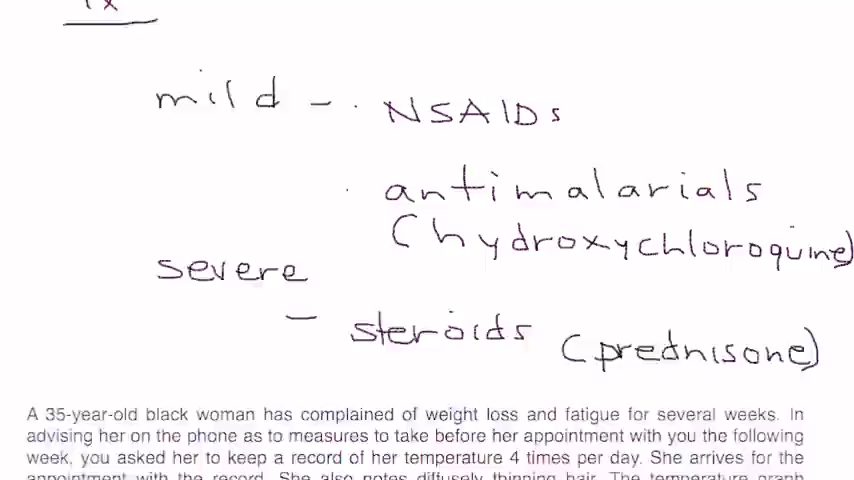 Tx
mild - . NSAIDs
. antimalarials
(hydroxychloroquine)
severe
- steroids (prednisone)
A 35-year-old black woman has complained of weight loss and fatigue for several weeks. In
advising her on the phone as to measures to take before her appointment with you the following
week, you asked her to keep a record of her temperature 4 times per day. She arrives for the
appointment with the record. She also notes diffusely thinning hair. The temperature graph